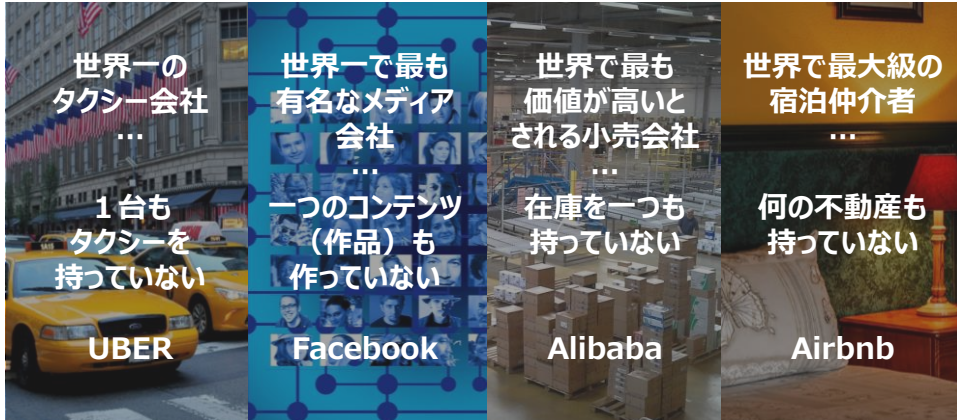 世界一の
タクシー会社
…
１台も
タクシーを
持っていない
UBER
世界一で最も
有名なメディア
会社
…
一つのコンテンツ
（作品）も
作っていない
Facebook
世界で最も
価値が高いと
される小売会社
…
在庫を一つも
持っていない
Alibaba
世界で最大級の
宿泊仲介者
…
何の不動産も
持っていない
Airbnb